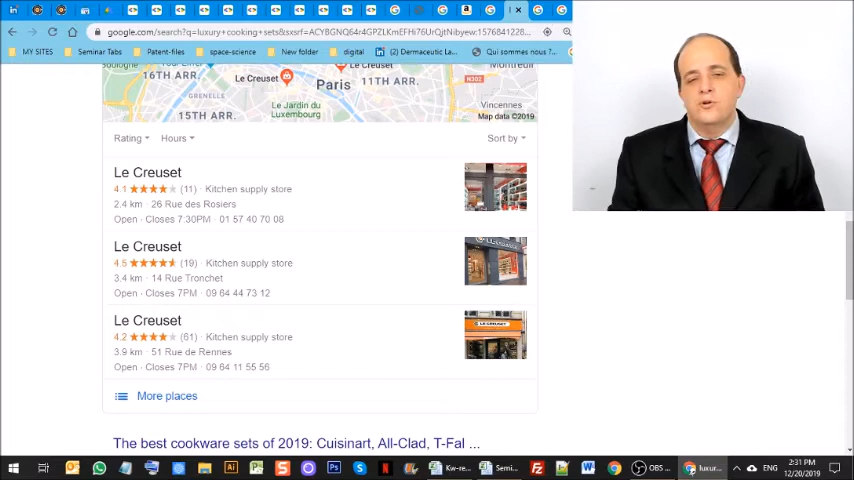 google.com/search?q=luxury+cooking+sets&sxsrf=ACYBGNQ64r4GPZLKmEFHi76UrQjtNibyew:1576841228...
MY SITES
Seminar Tabs
Patent-files
space-science
New folder
digital
(2) Dermaceutic La...
Qui sommes nous ?...
16TH ARR.
Le Creuset
Le Creuset
Montreuil
Paris
11TH ARR.
N302
GRENELLE
Le Jardin du
Luxembourg
15TH ARR.
Vincennes
Map data ©2019
Rating
Hours
Sort by
Le Creuset
4.1 (11) · Kitchen supply store
2.4 km · 26 Rue des Rosiers
Open · Closes 7:30PM · 01 57 40 70 08
Le Creuset
4.5 (19) · Kitchen supply store
3.4 km · 14 Rue Tronchet
Open · Closes 7PM · 09 64 44 73 12
Le Creuset
4.2 (61) · Kitchen supply store
3.9 km · 51 Rue de Rennes
Open · Closes 7PM · 09 64 11 55 56
LE CREUSET
More places
The best cookware sets of 2019: Cuisinart, All-Clad, T-Fal ...
Kw-re...
Semi...
OBS ...
luxur...
ENG
2:31 PM
12/20/2019